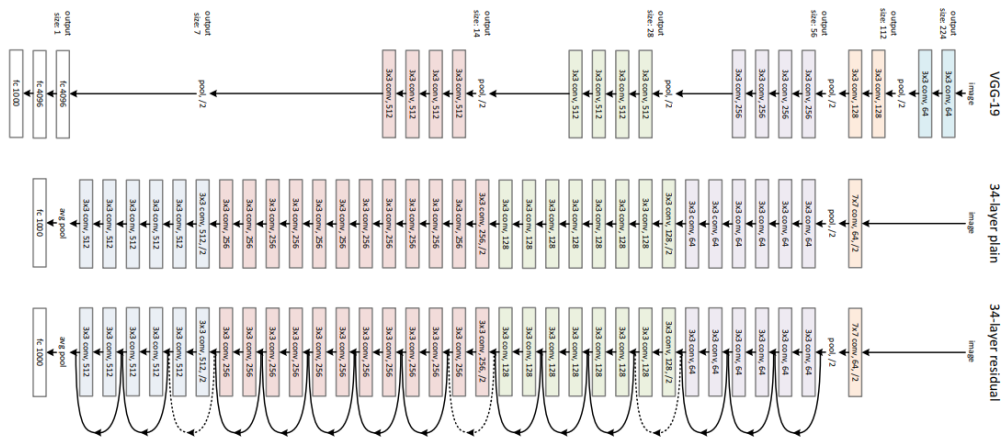 output
size: 224
output
size: 112
output
size: 56
output
size: 28
output
size: 14
output
size: 7
output
size: 1
VGG-19
image
3x3 conv, 64
3x3 conv, 64
pool, /2
3x3 conv, 128
3x3 conv, 128
pool, /2
3x3 conv, 256
3x3 conv, 256
3x3 conv, 256
3x3 conv, 256
pool, /2
3x3 conv, 512
3x3 conv, 512
3x3 conv, 512
3x3 conv, 512
pool, /2
3x3 conv, 512
3x3 conv, 512
3x3 conv, 512
3x3 conv, 512
pool, /2
fc 4096
fc 4096
fc 1000
34-layer plain
image
7x7 conv, 64, /2
pool, /2
3x3 conv, 64
3x3 conv, 64
3x3 conv, 64
3x3 conv, 64
3x3 conv, 64
3x3 conv, 64
3x3 conv, 128, /2
3x3 conv, 128
3x3 conv, 128
3x3 conv, 128
3x3 conv, 128
3x3 conv, 128
3x3 conv, 128
3x3 conv, 128
3x3 conv, 256, /2
3x3 conv, 256
3x3 conv, 256
3x3 conv, 256
3x3 conv, 256
3x3 conv, 256
3x3 conv, 256
3x3 conv, 256
3x3 conv, 256
3x3 conv, 256
3x3 conv, 256
3x3 conv, 256
3x3 conv, 512, /2
3x3 conv, 512
3x3 conv, 512
3x3 conv, 512
3x3 conv, 512
3x3 conv, 512
avg pool
fc 1000
34-layer residual
image
7x7 conv, 64, /2
pool, /2
3x3 conv, 64
3x3 conv, 64
3x3 conv, 64
3x3 conv, 64
3x3 conv, 64
3x3 conv, 64
3x3 conv, 128, /2
3x3 conv, 128
3x3 conv, 128
3x3 conv, 128
3x3 conv, 128
3x3 conv, 128
3x3 conv, 128
3x3 conv, 128
3x3 conv, 256, /2
3x3 conv, 256
3x3 conv, 256
3x3 conv, 256
3x3 conv, 256
3x3 conv, 256
3x3 conv, 256
3x3 conv, 256
3x3 conv, 256
3x3 conv, 256
3x3 conv, 256
3x3 conv, 256
3x3 conv, 512, /2
3x3 conv, 512
3x3 conv, 512
3x3 conv, 512
3x3 conv, 512
3x3 conv, 512
avg pool
fc 1000